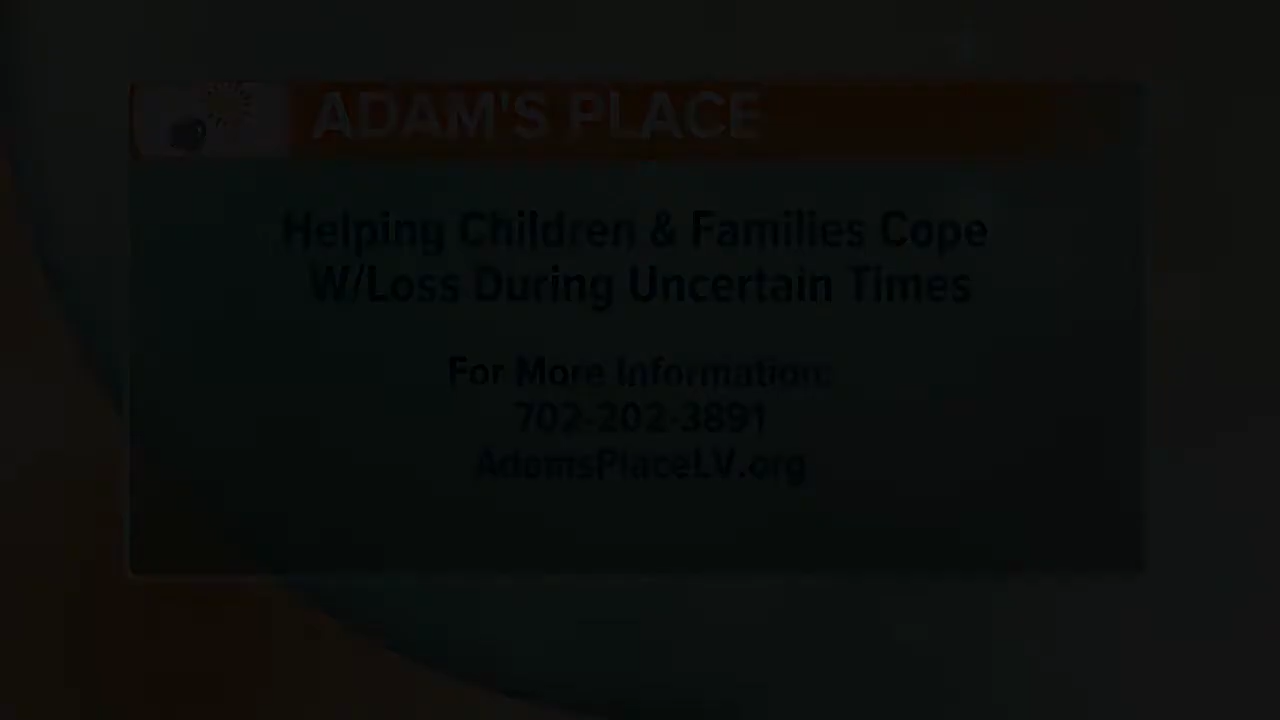 ADAM'S PLACE
Helping Children & Families Cope
W/Loss During Uncertain Times
For More Information:
702-202-3891
AdamsPlaceLV.org